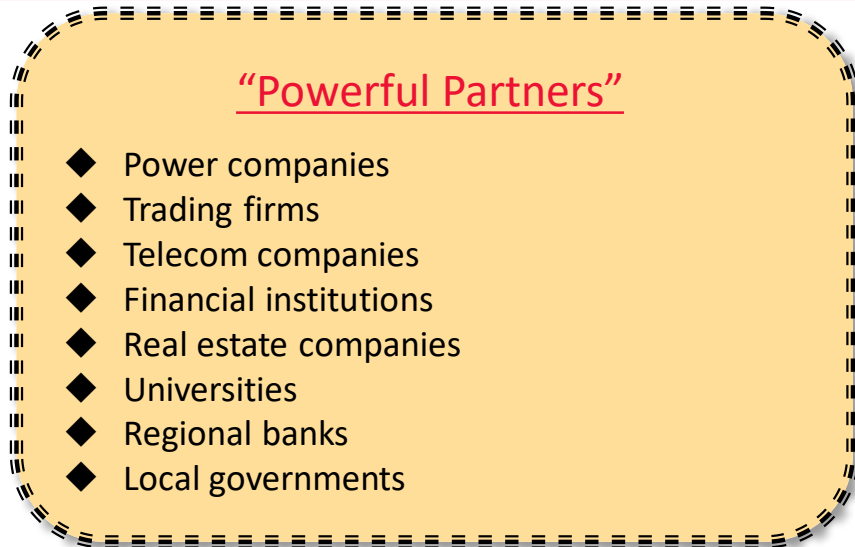 “Powerful Partners”
◆ Power companies
◆ Trading firms
◆ Telecom companies
◆ Financial institutions
◆ Real estate companies
◆ Universities
◆ Regional banks
◆ Local governments